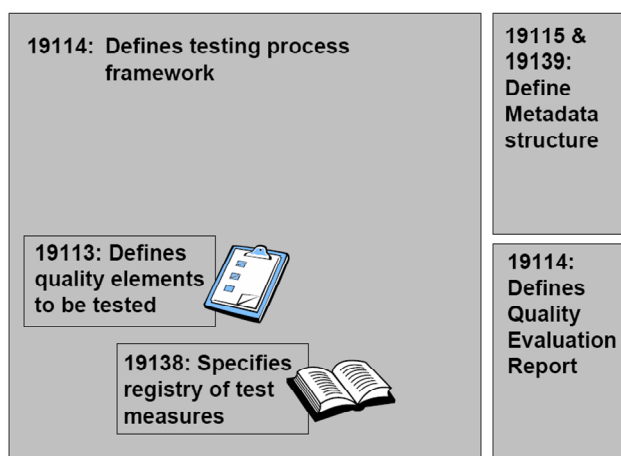 19114: Defines testing process
framework
19115 &
19139:
Define
Metadata
structure
19113: Defines
quality elements
to be tested
19114:
Defines
Quality
Evaluation
Report
19138: Specifies
registry of test
measures